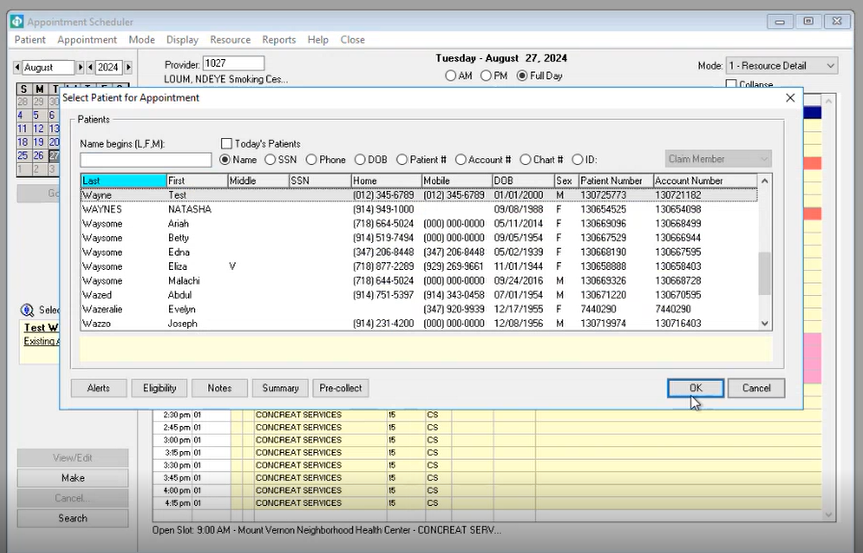 Appointment Scheduler
Patient Appointment Mode Display Resource Reports Help Close
August 2024
Provider: 1027
LOUM, NDEYE Smoking Ces...
Tuesday - August 27, 2024
AM PM Full Day
Mode: 1 - Resource Detail
Collapse
S M T
28 29 30
4 5 6
11 12 13
18 19 20
25 26 27
1 2 3
Select Patient for Appointment
Patients
Name begins (L,F,M):
Today's Patients
Name SSN Phone DOB Patient # Account # Chart # ID:
Claim Member
Last First Middle SSN Home Mobile DOB Sex Patient Number Account Number
Wayne Test (012) 345-6789 (012) 345-6789 01/01/2000 M 130725773 130721182
WAYNES NATASHA (914) 949-1000 09/08/1988 F 130654525 130654098
Waysome Ariah (718) 664-5024 (000) 000-0000 05/11/2014 F 130669096 130668499
Waysome Betty (914) 519-7494 (000) 000-0000 09/05/1954 F 130667529 130666944
Waysome Edna (347) 206-8448 (347) 206-8448 05/02/1939 F 130668190 130667595
Waysome Eliza V (718) 877-2289 (929) 269-9661 11/01/1944 F 130658888 130658403
Waysome Malachi (718) 644-5024 (000) 000-0000 09/24/2016 M 130669326 130668728
Wazed Abdul (914) 751-5397 (914) 343-0458 07/01/1954 M 130671220 130670595
Wazeralie Evelyn (347) 920-9939 12/17/1955 F 7440290 7440290
Wazzo Joseph (914) 231-4200 (000) 000-0000 12/08/1956 M 130719974 130716403
Alerts Eligibility Notes Summary Pre-collect OK Cancel
Test W
Existing
2:30 pm 01 CONCREAT SERVICES 15 CS
2:45 pm 01 CONCREAT SERVICES 15 CS
3:00 pm 01 CONCREAT SERVICES 15 CS
3:15 pm 01 CONCREAT SERVICES 15 CS
3:30 pm 01 CONCREAT SERVICES 15 CS
3:45 pm 01 CONCREAT SERVICES 15 CS
4:00 pm 01 CONCREAT SERVICES 15 CS
4:15 pm 01 CONCREAT SERVICES 15 CS
View/Edit
Make
Cancel...
Search
Open Slot: 9:00 AM - Mount Vernon Neighborhood Health Center - CONCREAT SERV...